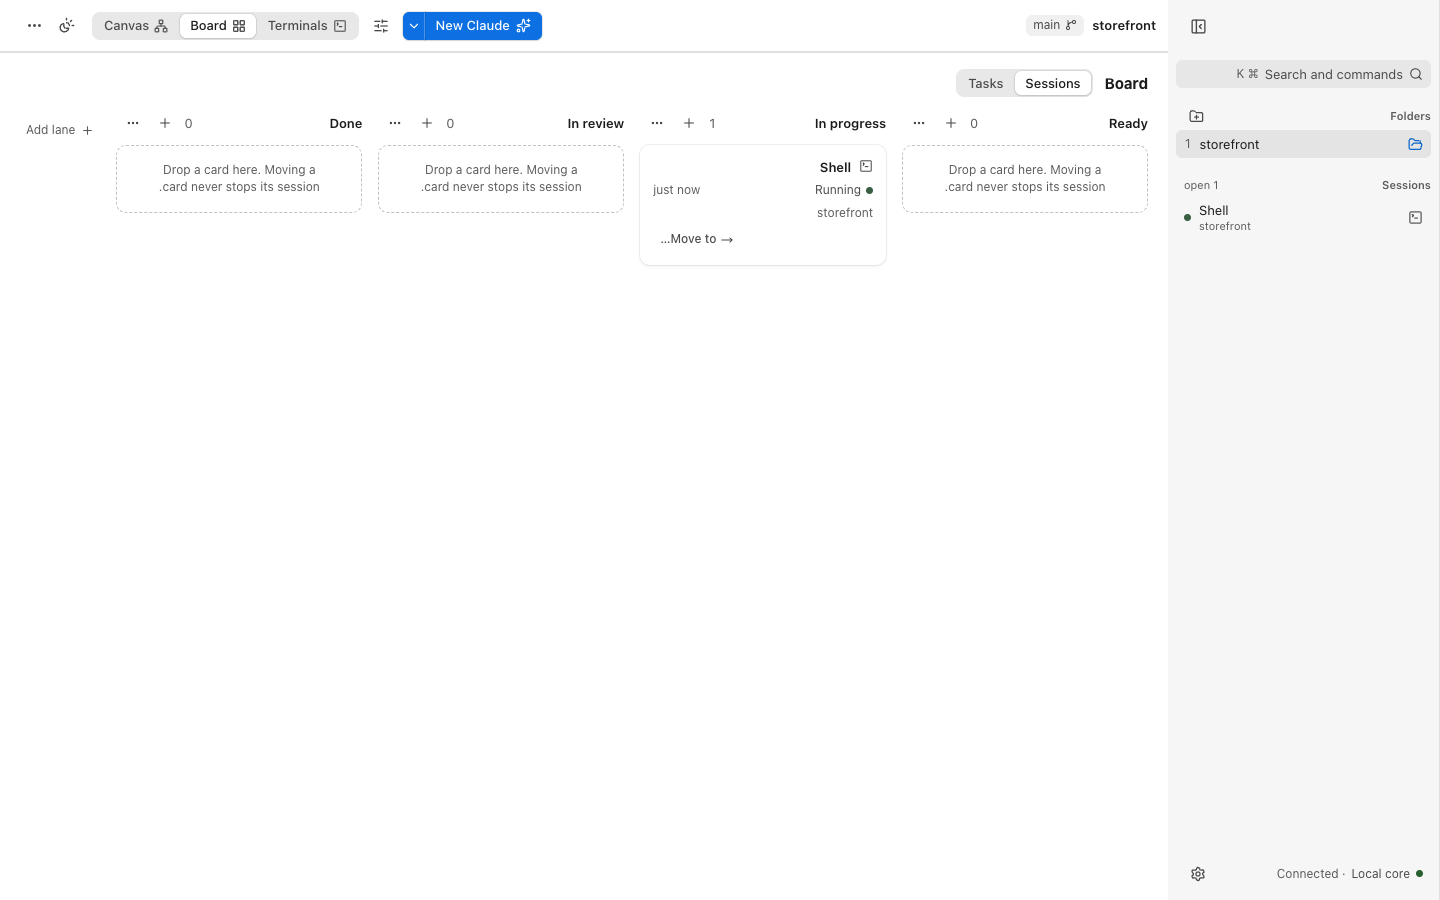 Canvas
Board
Terminals
New Claude
main
storefront
K ⌘ Search and commands
Folders
1 storefront
open 1
Sessions
Shell
storefront
Connected · Local core
Tasks
Sessions
Board
Ready
0
Drop a card here. Moving a
.card never stops its session
In progress
1
Shell
Running
just now
storefront
...Move to →
In review
0
Drop a card here. Moving a
.card never stops its session
Done
0
Drop a card here. Moving a
.card never stops its session
Add lane +